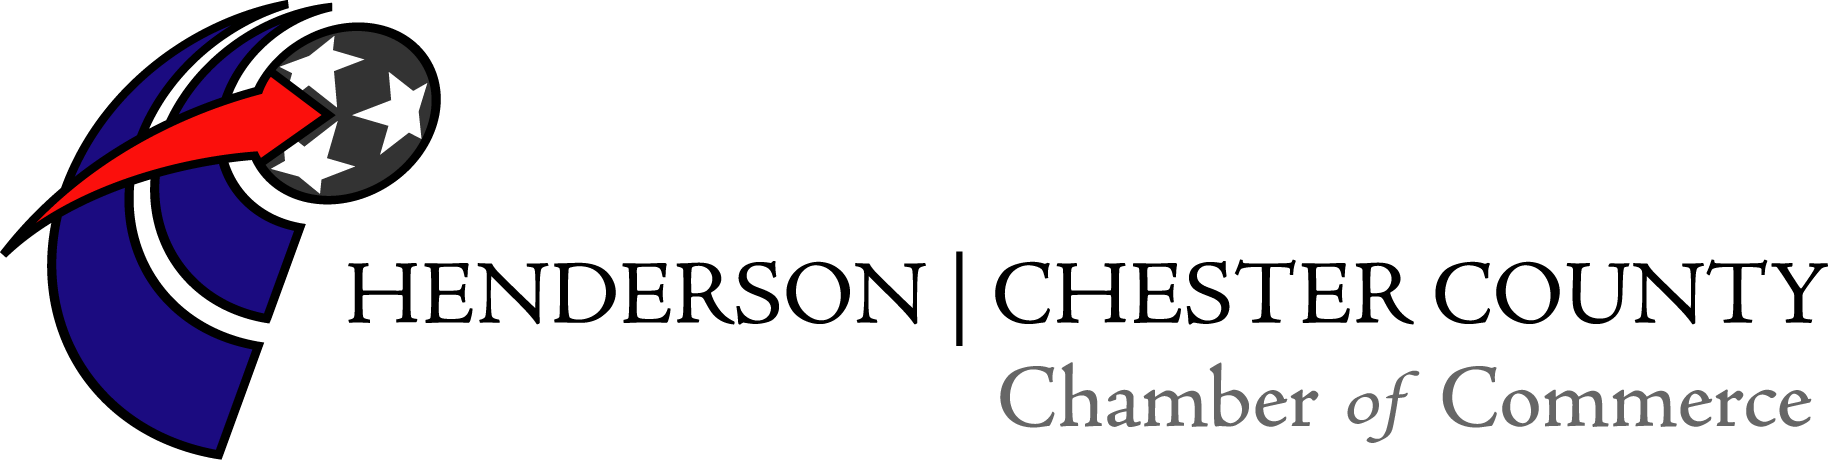 HENDERSON | CHESTER COUNTY
Chamber of Commerce